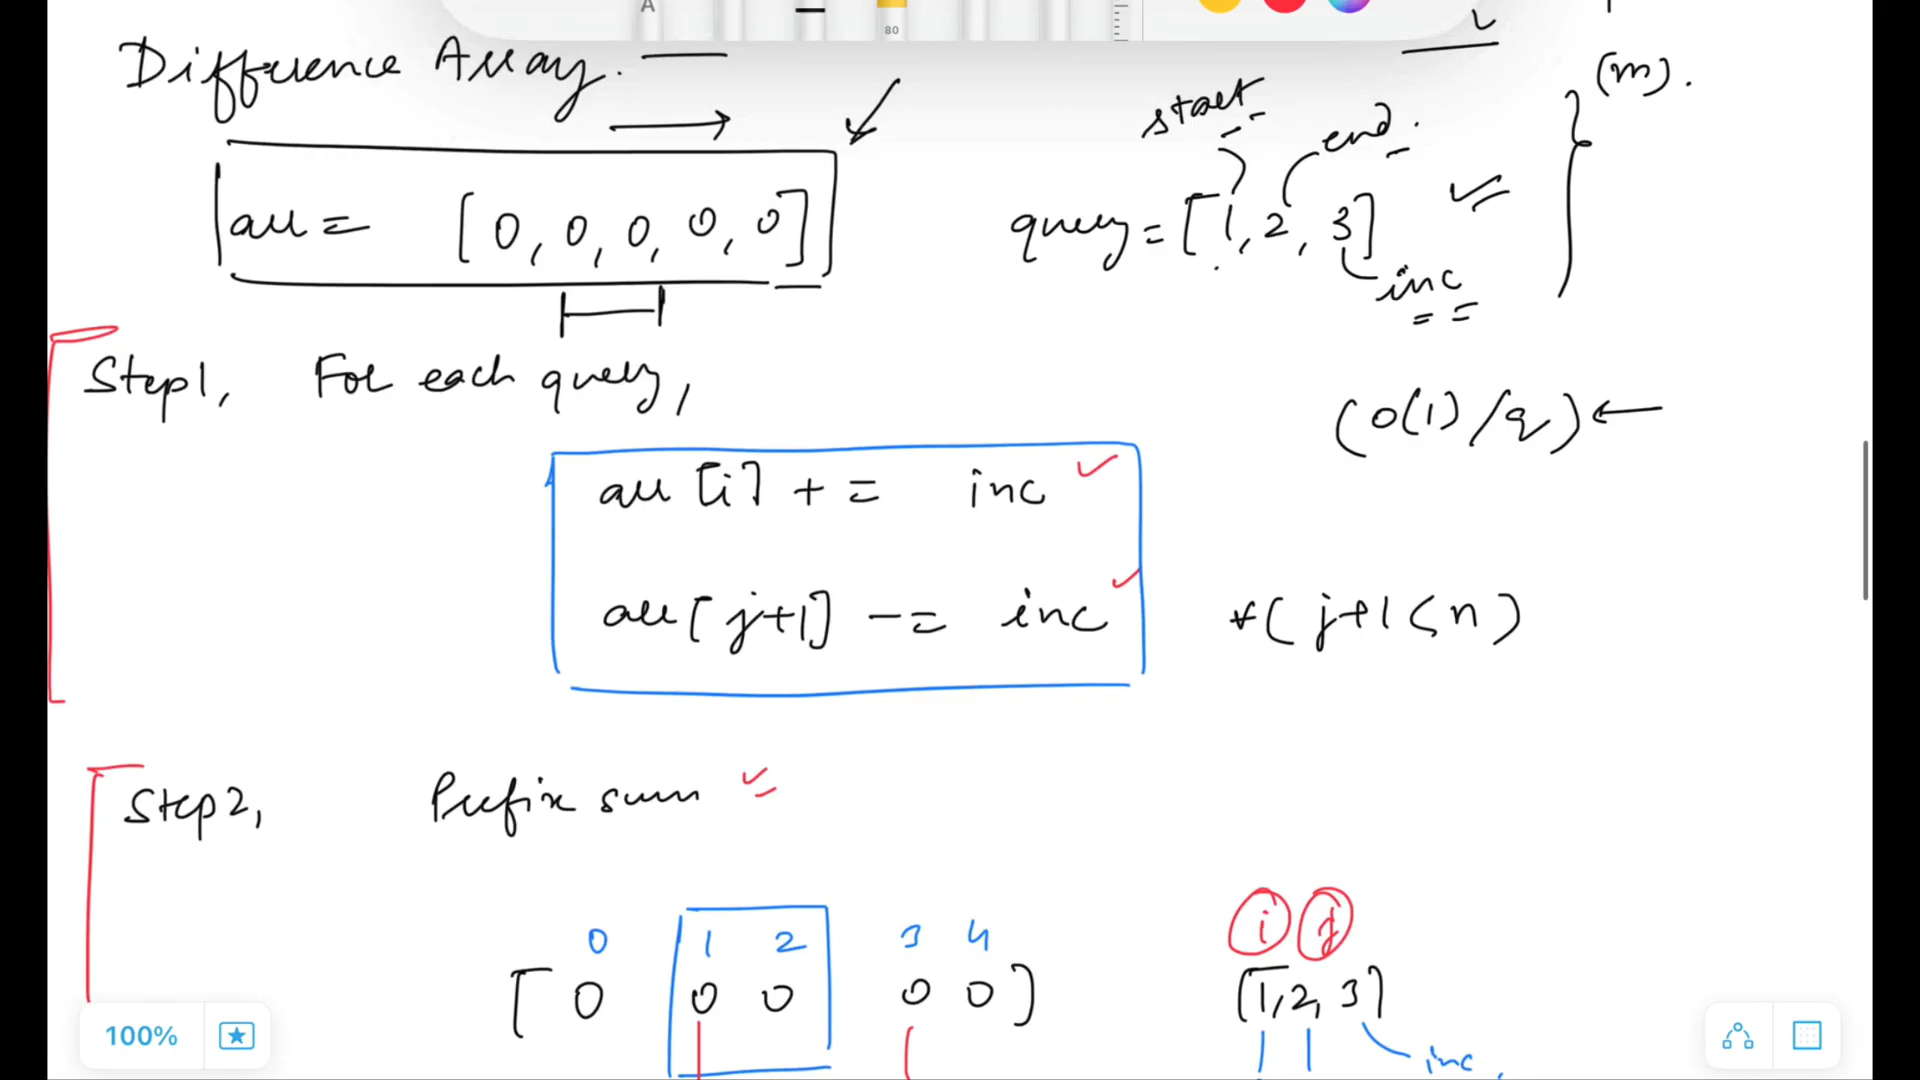 A
80
Difference Array.
arr = [0, 0, 0, 0, 0]
start
end.
(m).
query = [1, 2, 3]
inc
Step1, For each query,
(O(1)/q)
arr [i] += inc
arr [j+1] -= inc
*(j+1 < n)
Step2, Prefix sum
0 1 2 3 4
[0 0 0 0 0]
i j
[1, 2, 3]
inc
100%